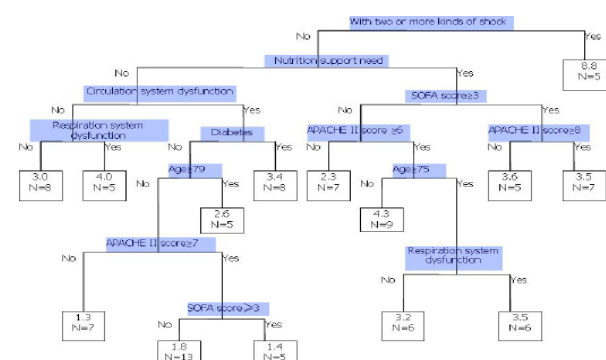 With two or more kinds of shock
No
Yes
Nutrition support need
8.8
N=5
No
Yes
Circulation system dysfunction
SOFA score≥3
No
Yes
No
Yes
Respiration system
dysfunction
Diabetes
APACHE II score ≥6
APACHE II score≥8
No
Yes
No
Yes
No
Yes
No
Yes
3.0
N=8
4.0
N=5
Age≥79
3.4
N=8
2.3
N=7
Age≥75
3.6
N=5
3.5
N=7
No
Yes
No
Yes
2.6
N=5
4.3
N=9
APACHE II score≥7
Respiration system
dysfunction
No
Yes
No
Yes
1.3
N=7
SOFA score≥3
3.2
N=6
3.5
N=6
No
Yes
1.8
N=13
1.4
N=5